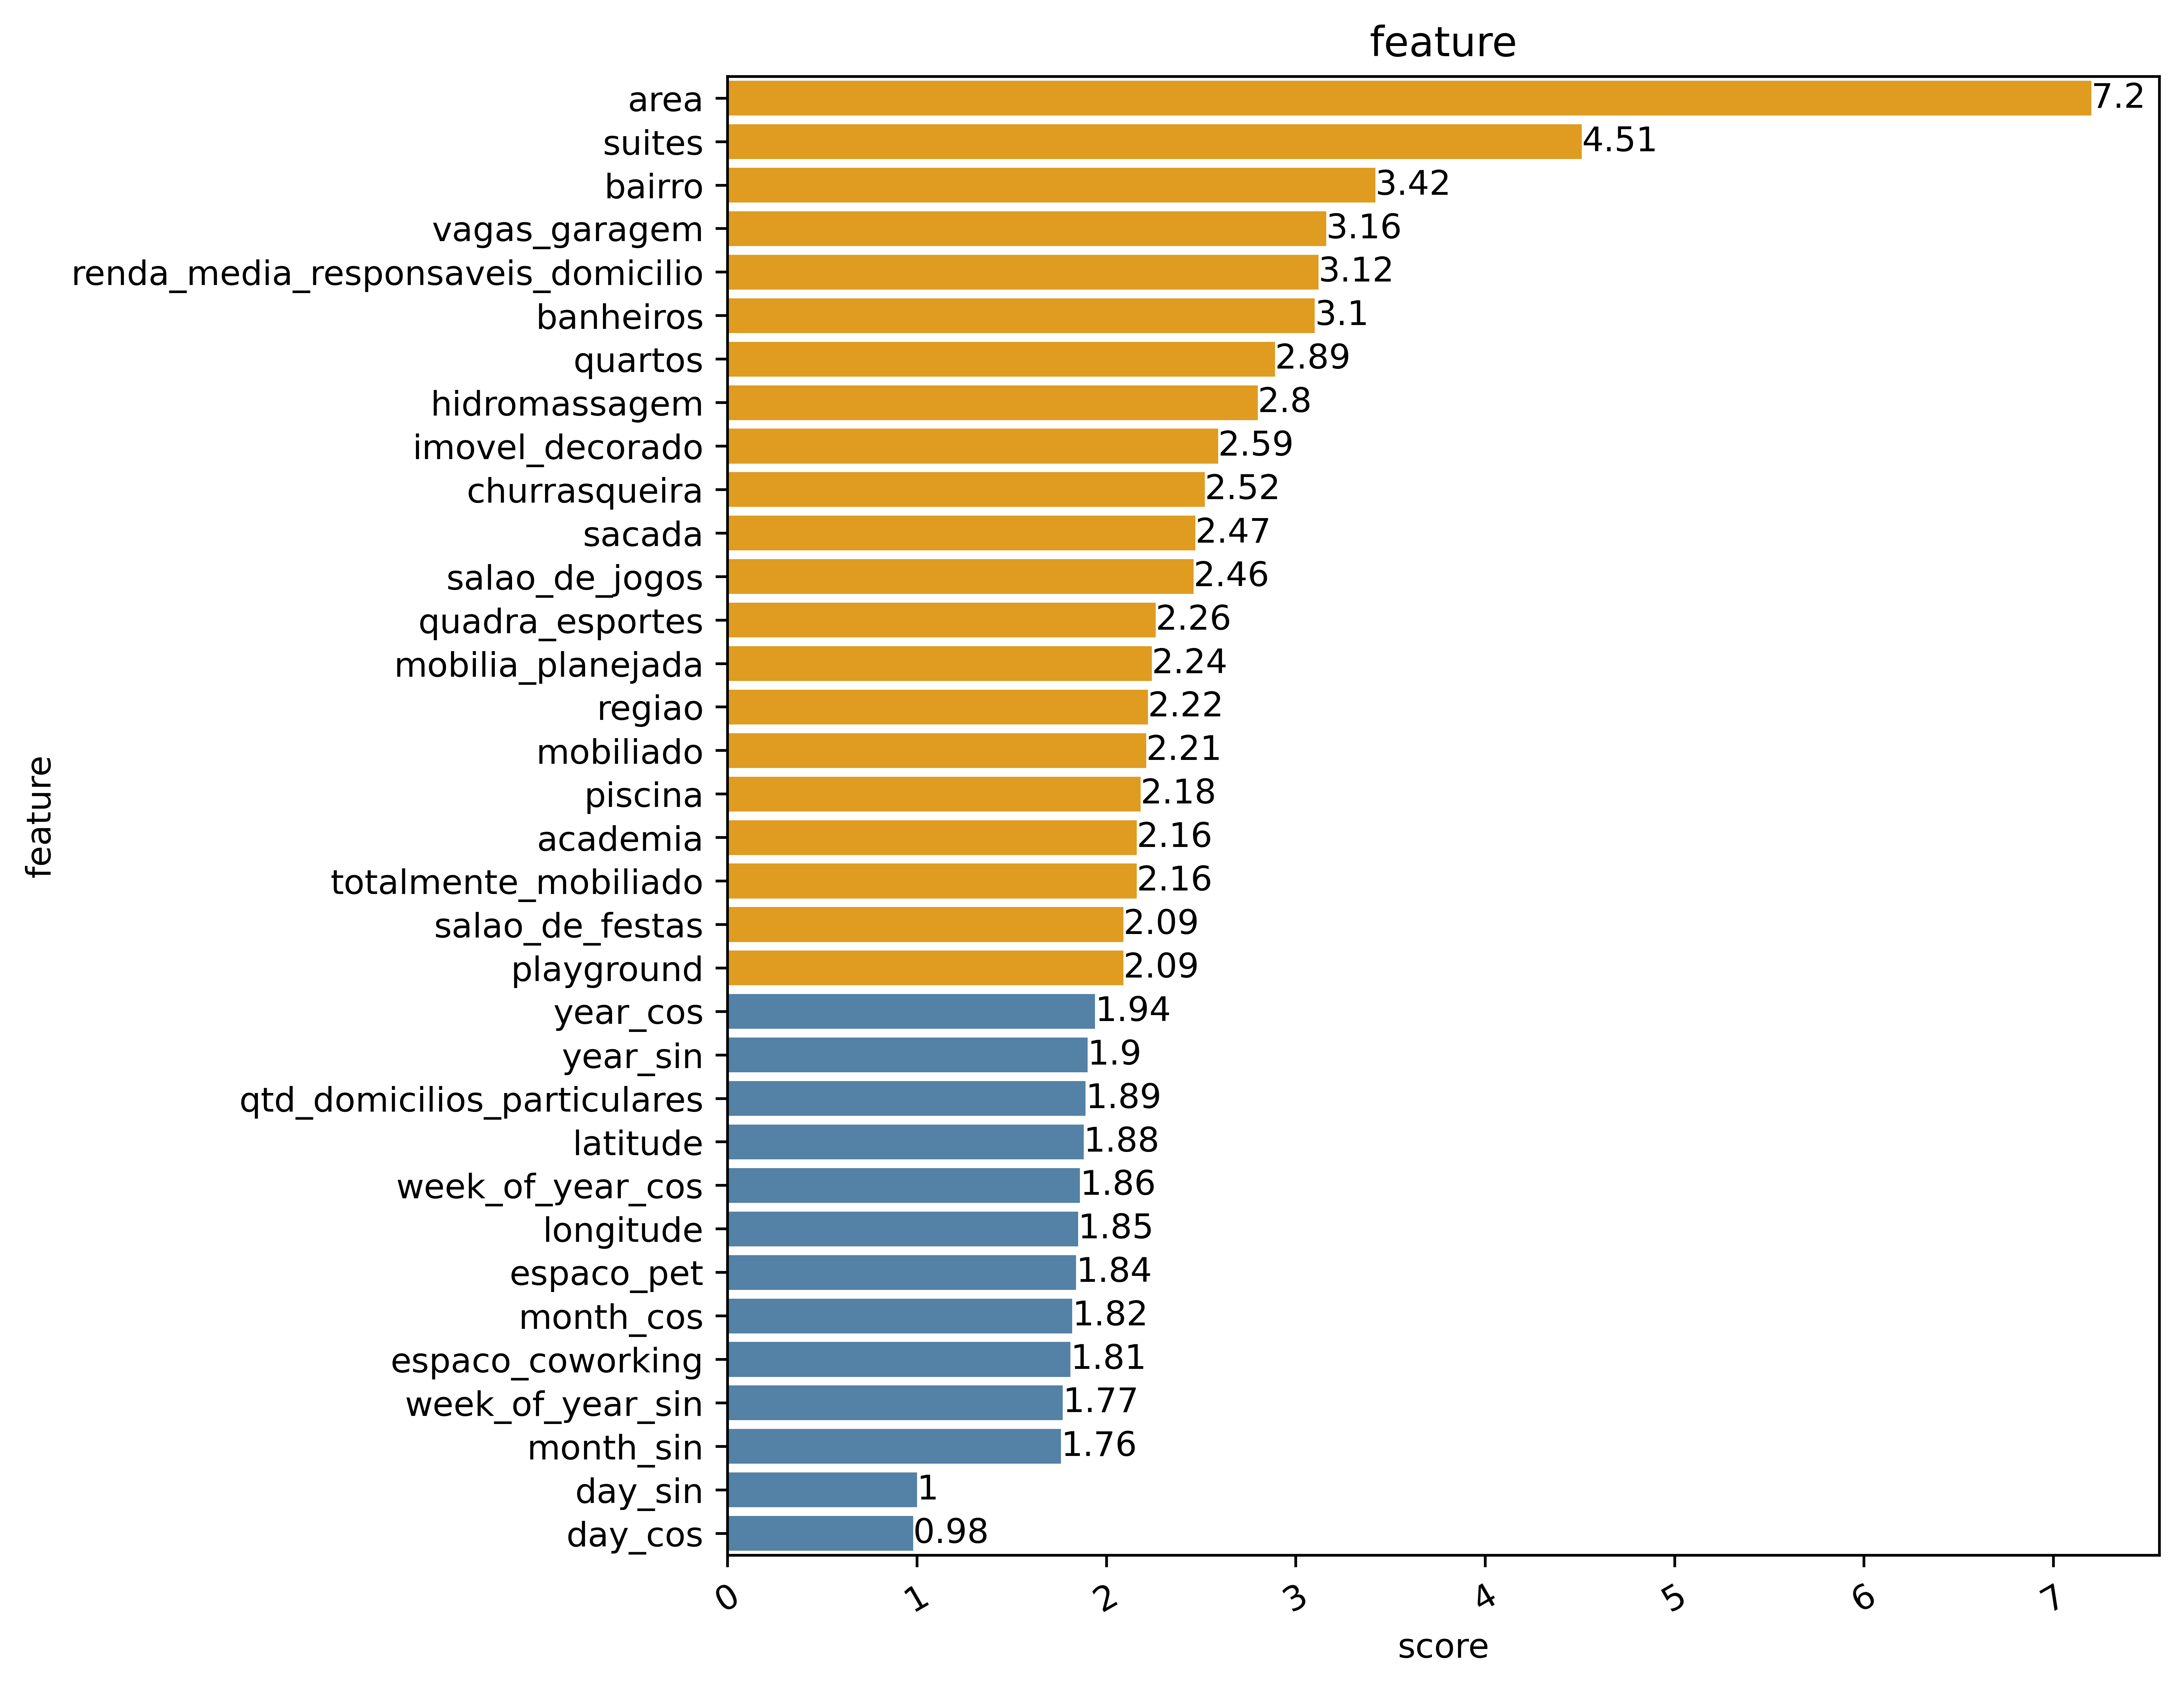 feature
area 7.2
suites 4.51
bairro 3.42
vagas_garagem 3.16
renda_media_responsaveis_domicilio 3.12
banheiros 3.1
quartos 2.89
hidromassagem 2.8
imovel_decorado 2.59
churrasqueira 2.52
sacada 2.47
salao_de_jogos 2.46
quadra_esportes 2.26
mobilia_planejada 2.24
regiao 2.22
mobiliado 2.21
piscina 2.18
academia 2.16
totalmente_mobiliado 2.16
salao_de_festas 2.09
playground 2.09
year_cos 1.94
year_sin 1.9
qtd_domicilios_particulares 1.89
latitude 1.88
week_of_year_cos 1.86
longitude 1.85
espaco_pet 1.84
month_cos 1.82
espaco_coworking 1.81
week_of_year_sin 1.77
month_sin 1.76
day_sin 1
day_cos 0.98
feature
0 1 2 3 4 5 6 7
score